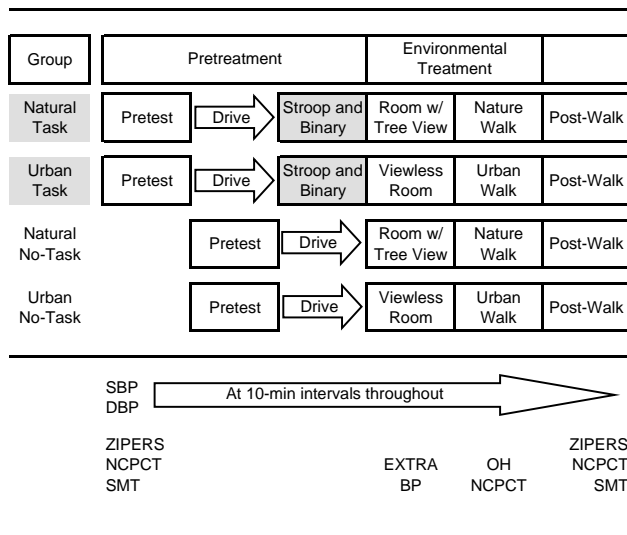 Group Pretreatment Environmental Treatment
Natural Task Pretest Drive Stroop and Binary Room w/ Tree View Nature Walk Post-Walk
Urban Task Pretest Drive Stroop and Binary Viewless Room Urban Walk Post-Walk
Natural No-Task Pretest Drive Room w/ Tree View Nature Walk Post-Walk
Urban No-Task Pretest Drive Viewless Room Urban Walk Post-Walk
SBP
DBP
At 10-min intervals throughout
ZIPERS ZIPERS
NCPCT EXTRA OH NCPCT
SMT BP NCPCT SMT